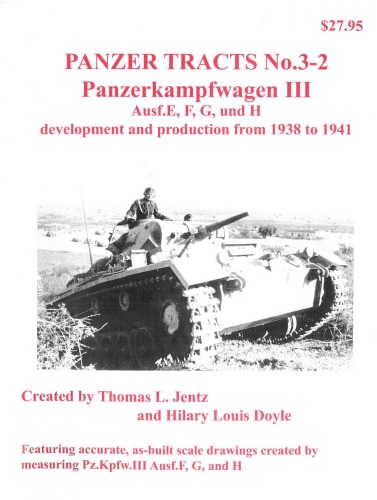 $27.95
PANZER TRACTS No.3-2
Panzerkampfwagen III
Ausf.E, F, G, und H
development and production from 1938 to 1941
Created by Thomas L. Jentz
and Hilary Louis Doyle
Featuring accurate, as-built scale drawings created by
measuring Pz.Kpfw.III Ausf.F, G, and H